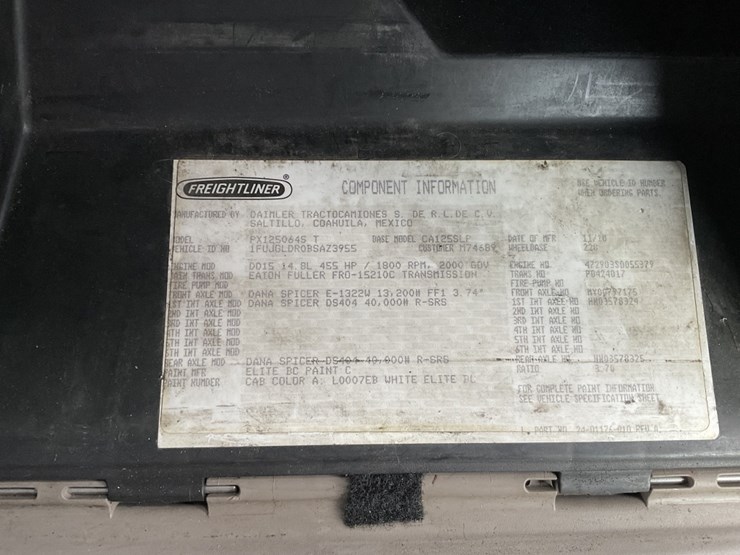 FREIGHTLINER
COMPONENT INFORMATION
USE VEHICLE ID NUMBER
WHEN ORDERING PARTS
MANUFACTURED BY DAIMLER TRACTOCAMIONES S. DE R.L.DE C.V.
SALTILLO, COAHUILA, MEXICO
MODEL PX125064S T BASE MODEL CA125SLP DATE OF MFR 11/10
VEHICLE ID NO CUSTOMER WHEELBASE
ENGINE MOD DD15 14.8L 455 HP / 1800 RPM, 2000 GOV ENGINE NO
MAIN TRANS MOD EATON FULLER FRO-15210C TRANSMISSION TRANS NO
FIRE PUMP MOD FIRE PUMP NO
FRONT AXLE MOD DANA SPICER E-1322W 13,200# FF1 3.74" FRONT AXLE NO
1ST INT AXLE MOD DANA SPICER DS404 40,000# R-SRS 1ST INT AXLE NO
2ND INT AXLE MOD 2ND INT AXLE NO
3RD INT AXLE MOD 3RD INT AXLE NO
4TH INT AXLE MOD 4TH INT AXLE NO
5TH INT AXLE MOD 5TH INT AXLE NO
6TH INT AXLE MOD 6TH INT AXLE NO
REAR AXLE MOD DANA SPICER DS404 40,000# R-SRS REAR AXLE NO
PAINT MFR ELITE BC PAINT C RATIO
PAINT NUMBER CAB COLOR A: L0007EB WHITE ELITE BC
FOR COMPLETE PAINT INFORMATION
SEE VEHICLE SPECIFICATION SHEET
PART NO